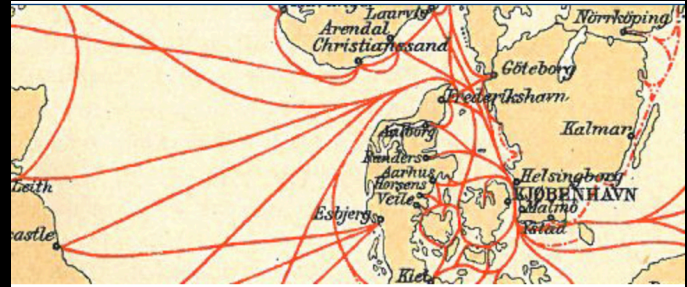 Laurvig
Norrköping
Arendal
Christianssand
Göteborg
Frederikshavn
Aalborg
Kalmar
Randers
Aarhus
Helsingborg
Leith
Horsens
KJØBENHAVN
Veile
Malmö
Esbjerg
Ystad
castle
Kiel